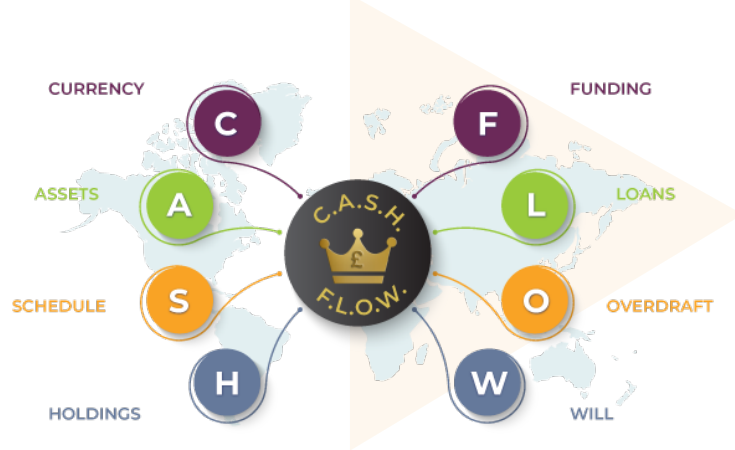 CURRENCY
C
A
ASSETS
S
SCHEDULE
H
HOLDINGS
C.A.S.H.
£
F.L.O.W.
F
FUNDING
L
LOANS
O
OVERDRAFT
W
WILL